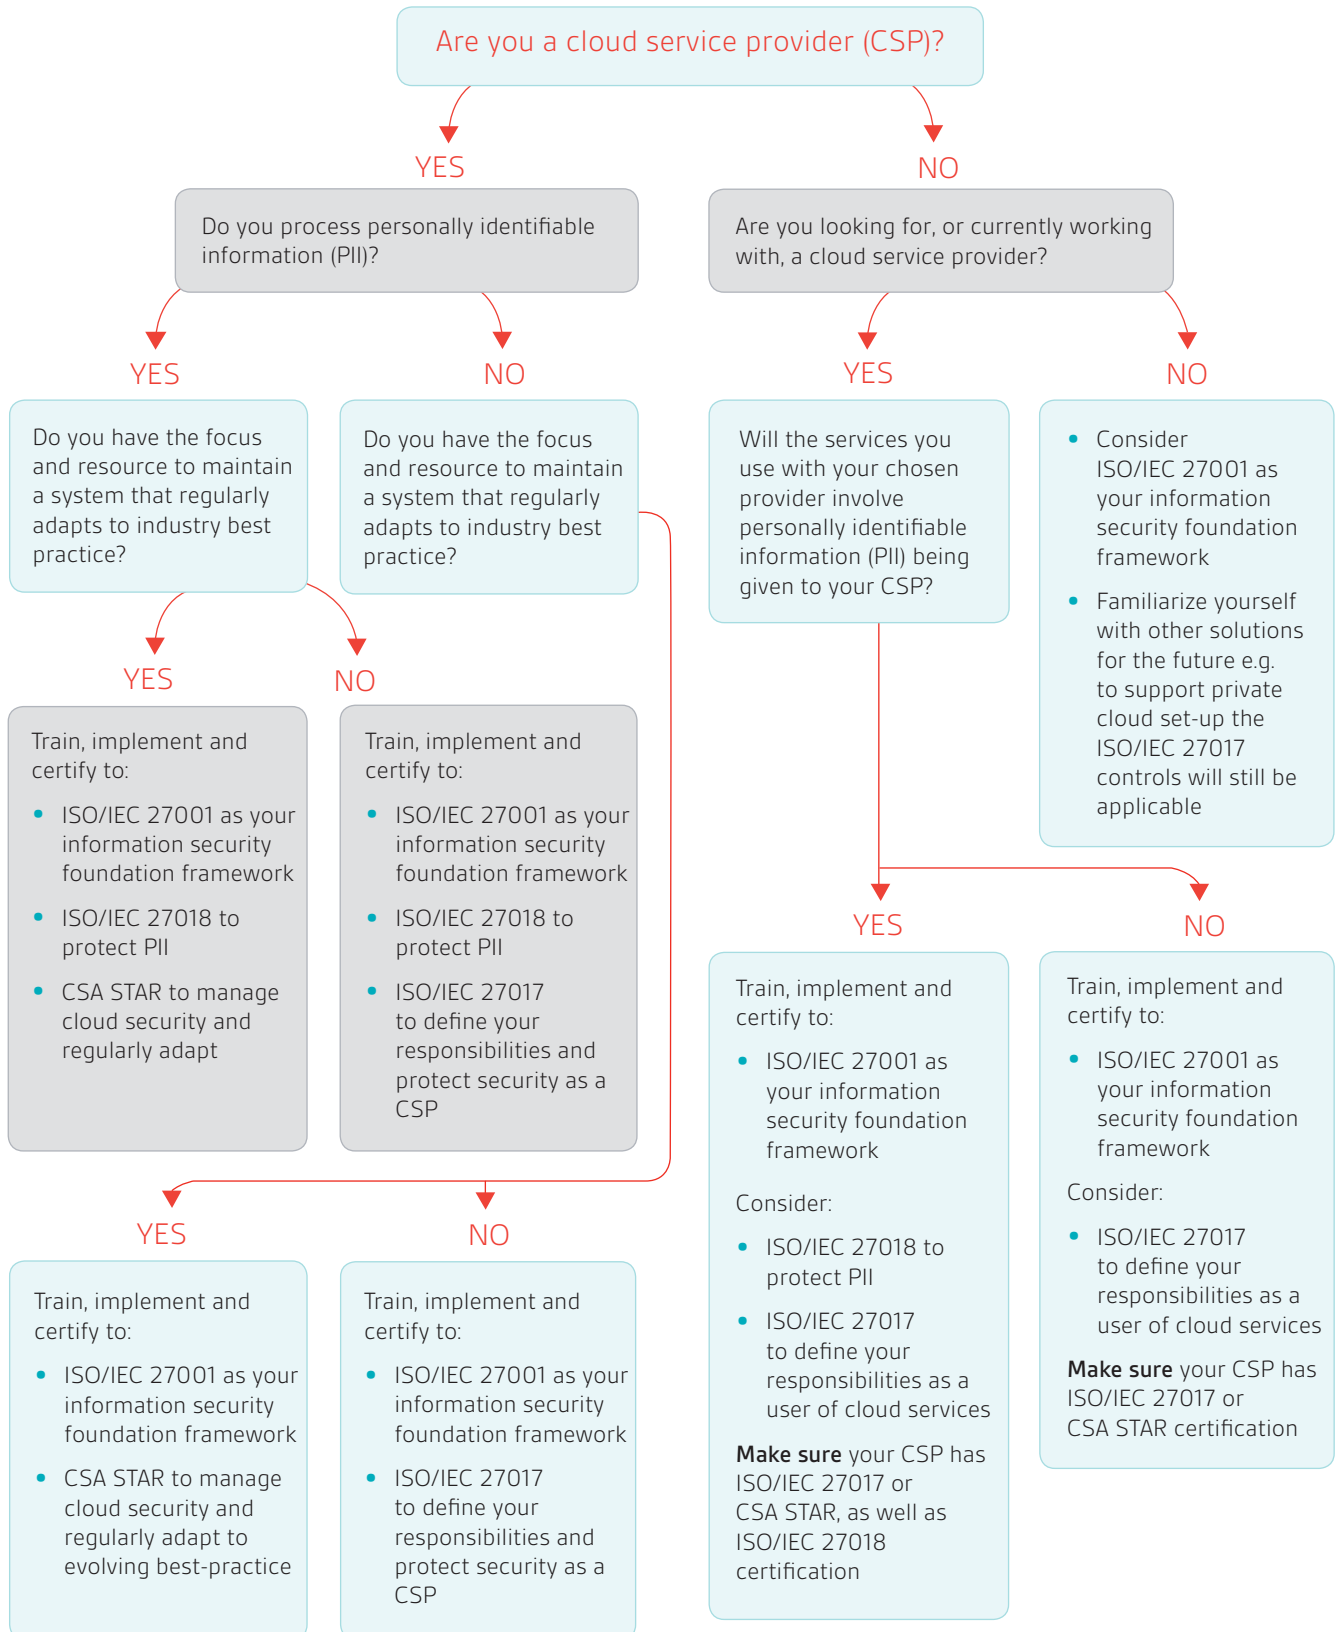 Are you a cloud service provider (CSP)?
YES
NO
Do you process personally identifiable
information (PII)?
Are you looking for, or currently working
with, a cloud service provider?
YES
NO
YES
NO
Do you have the focus
and resource to maintain
a system that regularly
adapts to industry best
practice?
Do you have the focus
and resource to maintain
a system that regularly
adapts to industry best
practice?
Will the services you
use with your chosen
provider involve
personally identifiable
information (PII) being
given to your CSP?
• Consider
ISO/IEC 27001 as
your information
security foundation
framework
• Familiarize yourself
with other solutions
for the future e.g.
to support private
cloud set-up the
ISO/IEC 27017
controls will still be
applicable
YES
NO
Train, implement and
certify to:
• ISO/IEC 27001 as your
information security
foundation framework
• ISO/IEC 27018 to
protect PII
• CSA STAR to manage
cloud security and
regularly adapt
Train, implement and
certify to:
• ISO/IEC 27001 as your
information security
foundation framework
• ISO/IEC 27018 to
protect PII
• ISO/IEC 27017
to define your
responsibilities and
protect security as a
CSP
YES
NO
Train, implement and
certify to:
• ISO/IEC 27001 as
your information
security foundation
framework
Consider:
• ISO/IEC 27018 to
protect PII
• ISO/IEC 27017
to define your
responsibilities as a
user of cloud services
Make sure your CSP has
ISO/IEC 27017 or
CSA STAR, as well as
ISO/IEC 27018
certification
Train, implement and
certify to:
• ISO/IEC 27001 as
your information
security foundation
framework
Consider:
• ISO/IEC 27017
to define your
responsibilities as a
user of cloud services
Make sure your CSP has
ISO/IEC 27017 or
CSA STAR certification
YES
NO
Train, implement and
certify to:
• ISO/IEC 27001 as your
information security
foundation framework
• CSA STAR to manage
cloud security and
regularly adapt to
evolving best-practice
Train, implement and
certify to:
• ISO/IEC 27001 as your
information security
foundation framework
• ISO/IEC 27017
to define your
responsibilities and
protect security as a
CSP